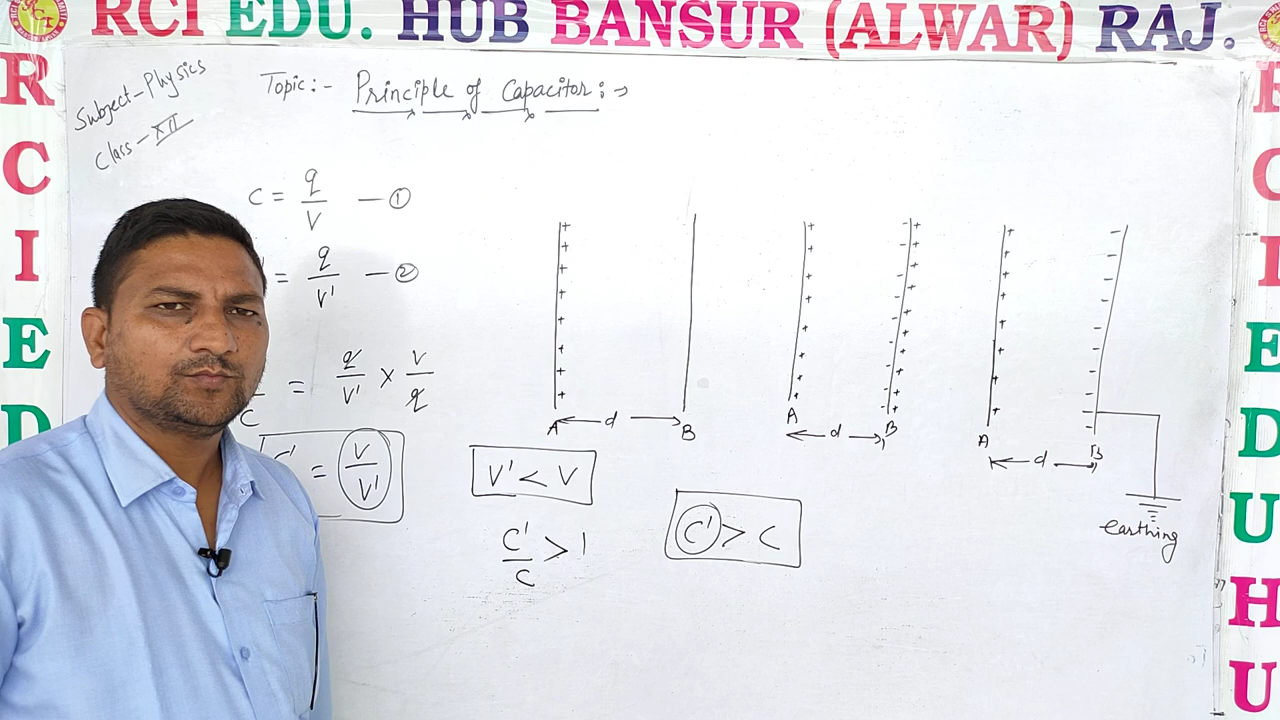 RCI EDU. HUB BANSUR (ALWAR) RAJ.
R
C
I
E
D
E
D
U
H
U
Subject-Physics
Class-XII
Topic:- Principle of Capacitor:→
C = q/V — ①
= q/V' — ②
/C = q/V' × V/q
C' = V/V'
V' < V
C'/C > 1
C' > C
A d B
A d B
A d B
earthing